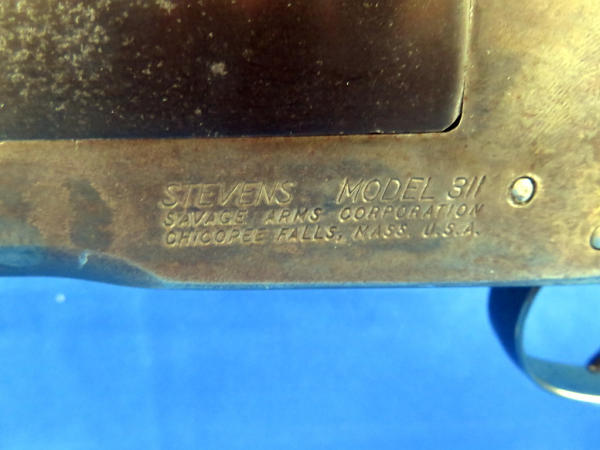 STEVENS MODEL 311
SAVAGE ARMS CORPORATION
CHICOPEE FALLS, MASS. U.S.A.